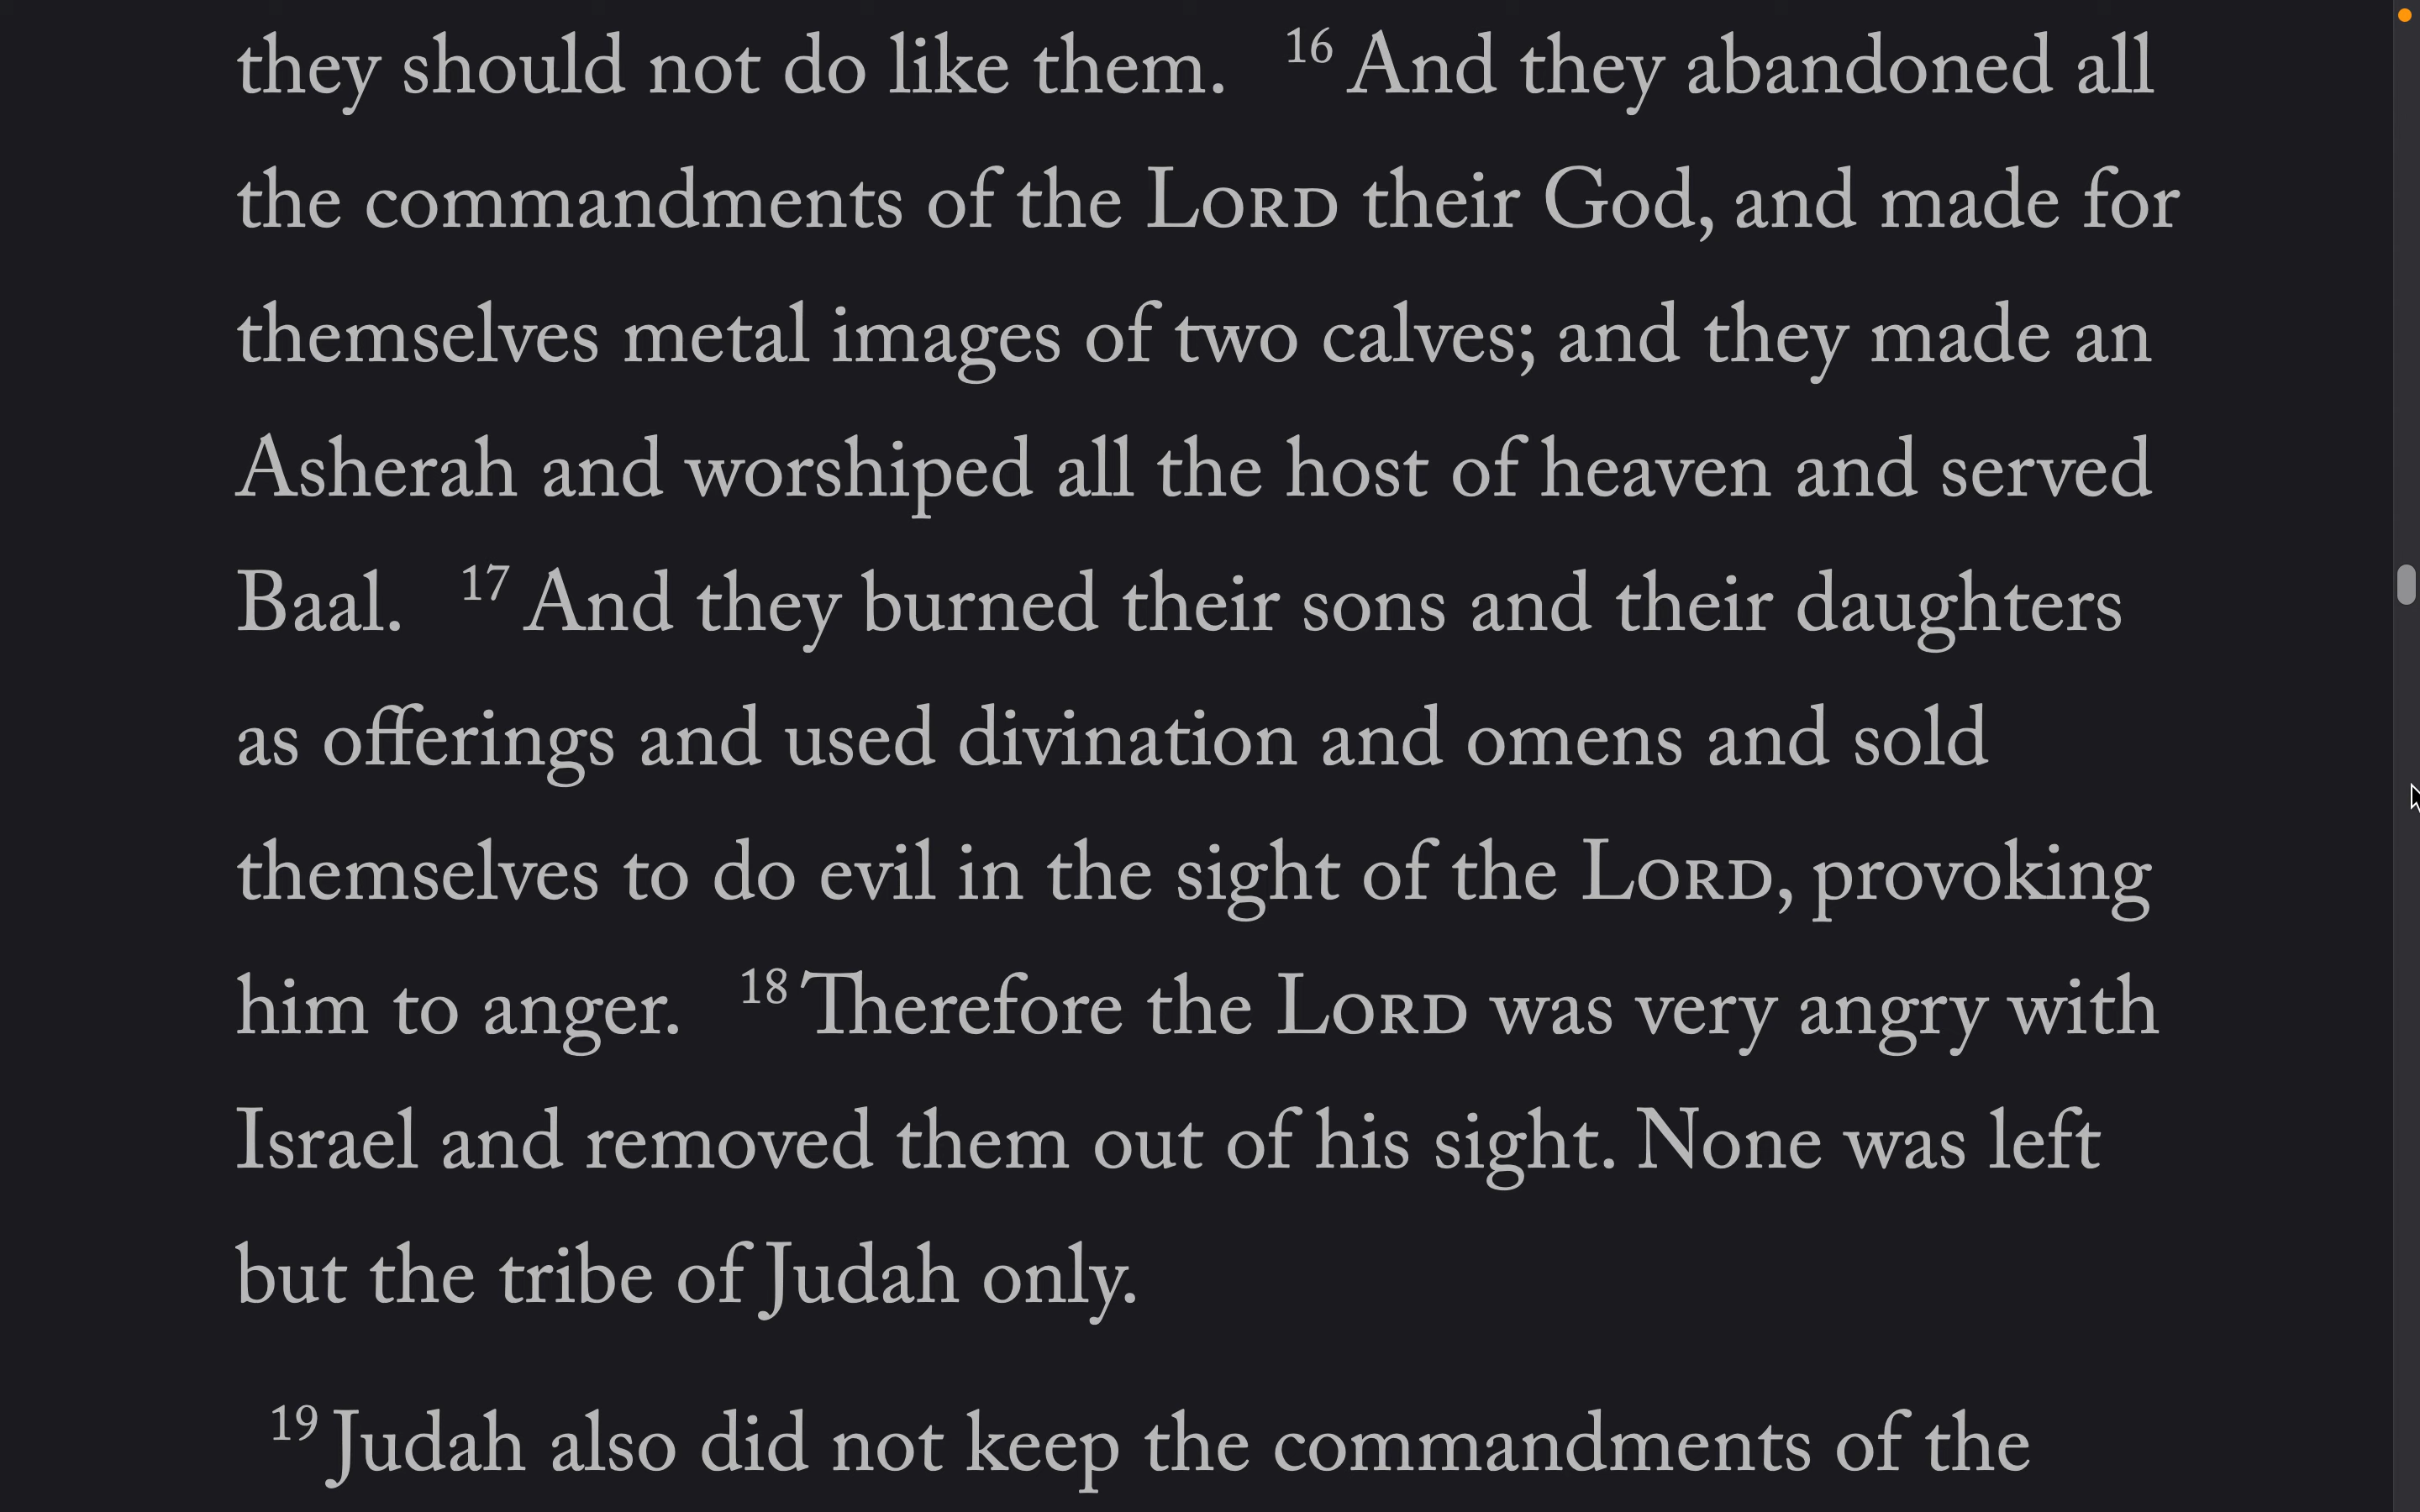 they should not do like them. 16 And they abandoned all
the commandments of the LORD their God, and made for
themselves metal images of two calves; and they made an
Asherah and worshiped all the host of heaven and served
Baal. 17 And they burned their sons and their daughters
as offerings and used divination and omens and sold
themselves to do evil in the sight of the LORD, provoking
him to anger. 18 Therefore the LORD was very angry with
Israel and removed them out of his sight. None was left
but the tribe of Judah only.
19 Judah also did not keep the commandments of the